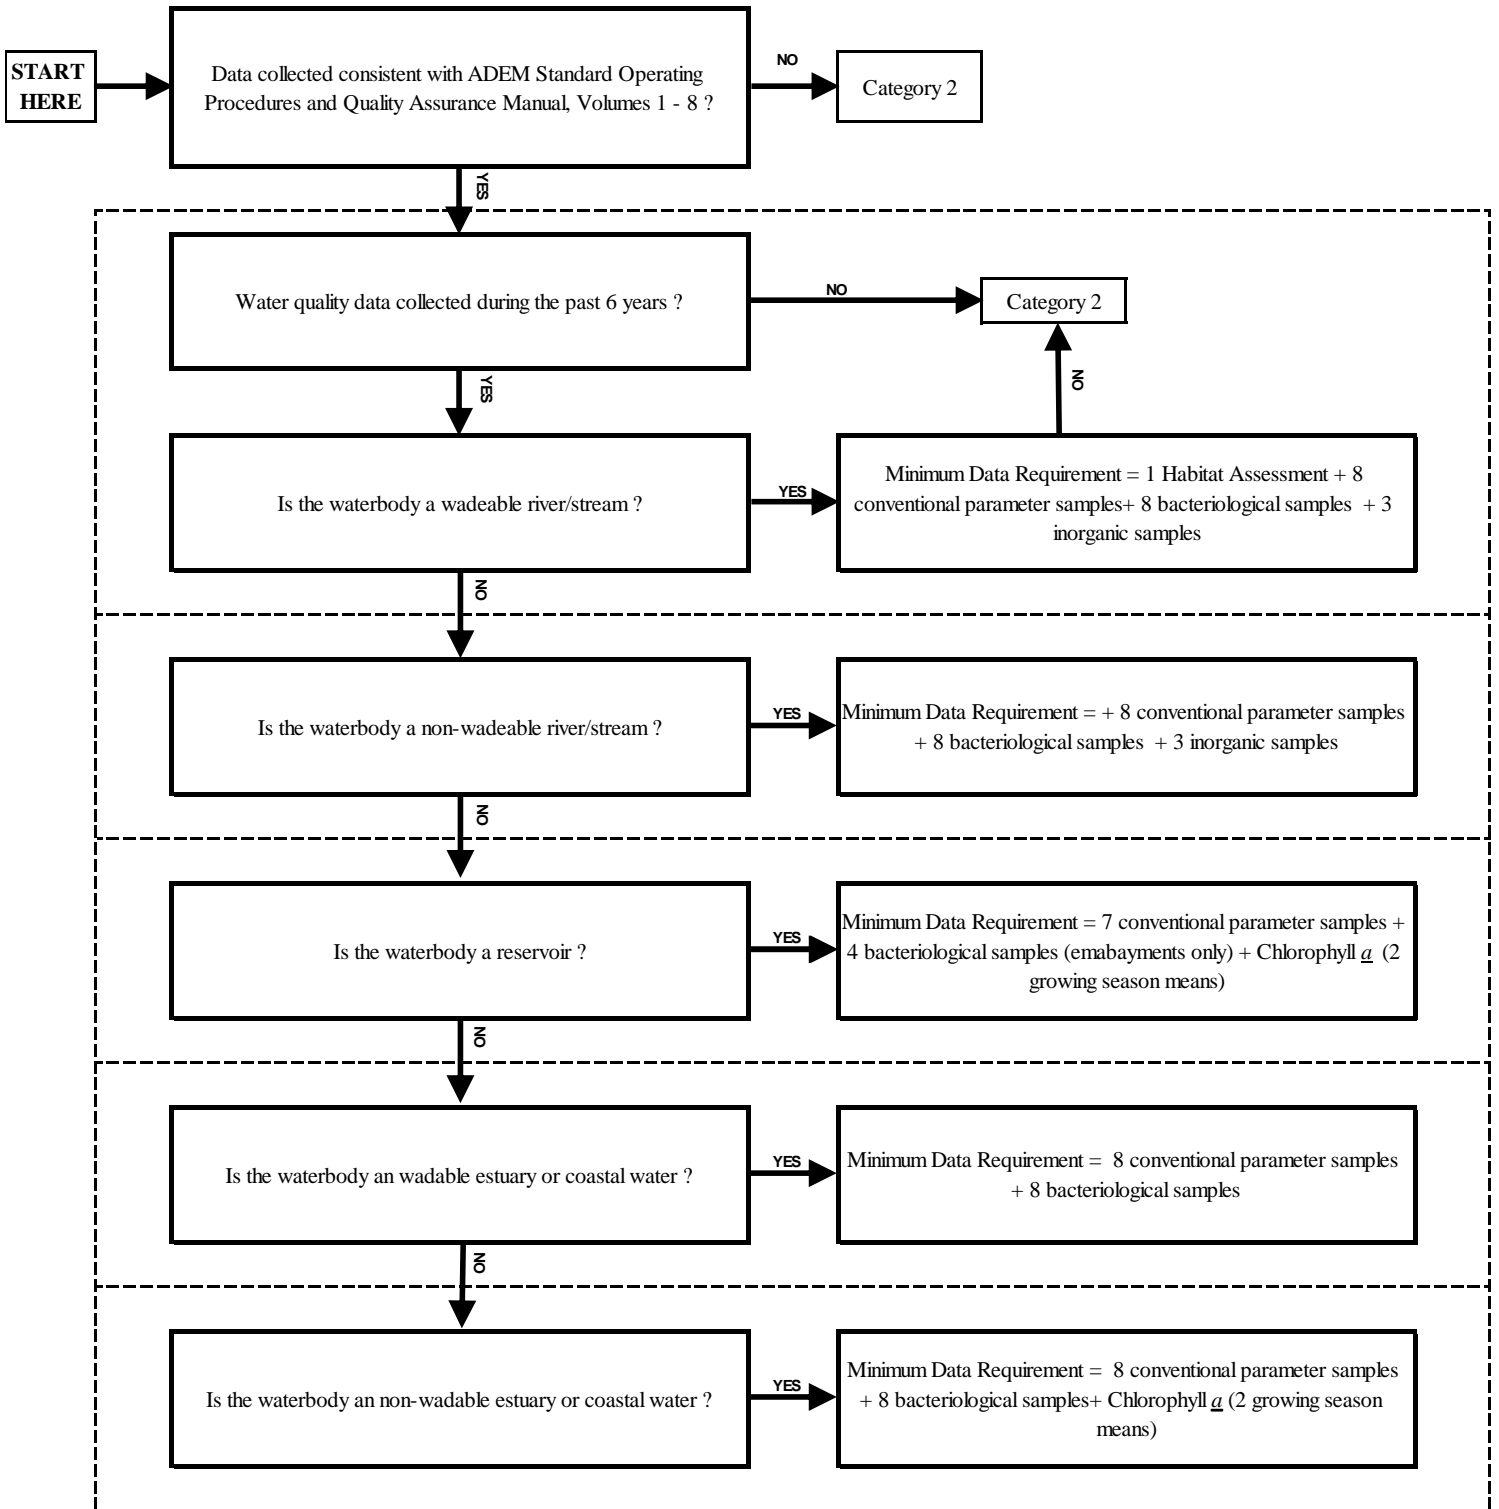 START
HERE
Data collected consistent with ADEM Standard Operating
Procedures and Quality Assurance Manual, Volumes 1 - 8 ?
NO
Category 2
YES
Water quality data collected during the past 6 years ?
NO
Category 2
YES
NO
Is the waterbody a wadeable river/stream ?
YES
Minimum Data Requirement = 1 Habitat Assessment + 8
conventional parameter samples+ 8 bacteriological samples + 3
inorganic samples
NO
Is the waterbody a non-wadeable river/stream ?
YES
Minimum Data Requirement = + 8 conventional parameter samples
+ 8 bacteriological samples + 3 inorganic samples
NO
Is the waterbody a reservoir ?
YES
Minimum Data Requirement = 7 conventional parameter samples +
4 bacteriological samples (emabayments only) + Chlorophyll a (2
growing season means)
NO
Is the waterbody an wadable estuary or coastal water ?
YES
Minimum Data Requirement = 8 conventional parameter samples
+ 8 bacteriological samples
NO
Is the waterbody an non-wadable estuary or coastal water ?
YES
Minimum Data Requirement = 8 conventional parameter samples
+ 8 bacteriological samples+ Chlorophyll a (2 growing season
means)